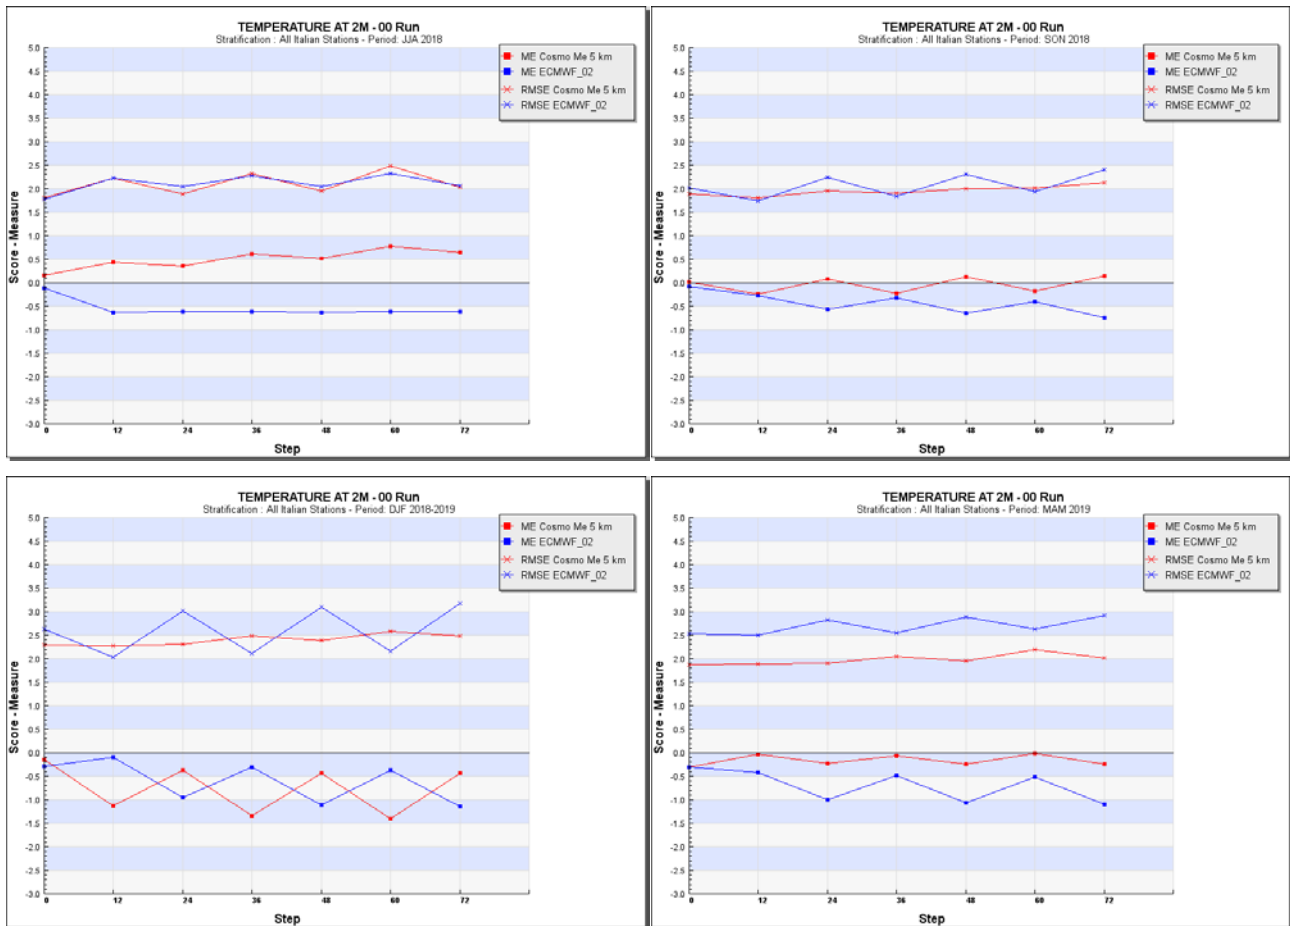 TEMPERATURE AT 2M - 00 Run
Stratification : All Italian Stations - Period: JJA 2018
ME Cosmo Me 5 km
ME ECMWF_02
RMSE Cosmo Me 5 km
RMSE ECMWF_02
Score - Measure
5.0
4.5
4.0
3.5
3.0
2.5
2.0
1.5
1.0
0.5
0.0
-0.5
-1.0
-1.5
-2.0
-2.5
-3.0
0 12 24 36 48 60 72
Step
TEMPERATURE AT 2M - 00 Run
Stratification : All Italian Stations - Period: SON 2018
ME Cosmo Me 5 km
ME ECMWF_02
RMSE Cosmo Me 5 km
RMSE ECMWF_02
Score - Measure
5.0
4.5
4.0
3.5
3.0
2.5
2.0
1.5
1.0
0.5
0.0
-0.5
-1.0
-1.5
-2.0
-2.5
-3.0
0 12 24 36 48 60 72
Step
TEMPERATURE AT 2M - 00 Run
Stratification : All Italian Stations - Period: DJF 2018-2019
ME Cosmo Me 5 km
ME ECMWF_02
RMSE Cosmo Me 5 km
RMSE ECMWF_02
Score - Measure
5.0
4.5
4.0
3.5
3.0
2.5
2.0
1.5
1.0
0.5
0.0
-0.5
-1.0
-1.5
-2.0
-2.5
-3.0
0 12 24 36 48 60 72
Step
TEMPERATURE AT 2M - 00 Run
Stratification : All Italian Stations - Period: MAM 2019
ME Cosmo Me 5 km
ME ECMWF_02
RMSE Cosmo Me 5 km
RMSE ECMWF_02
Score - Measure
5.0
4.5
4.0
3.5
3.0
2.5
2.0
1.5
1.0
0.5
0.0
-0.5
-1.0
-1.5
-2.0
-2.5
-3.0
0 12 24 36 48 60 72
Step